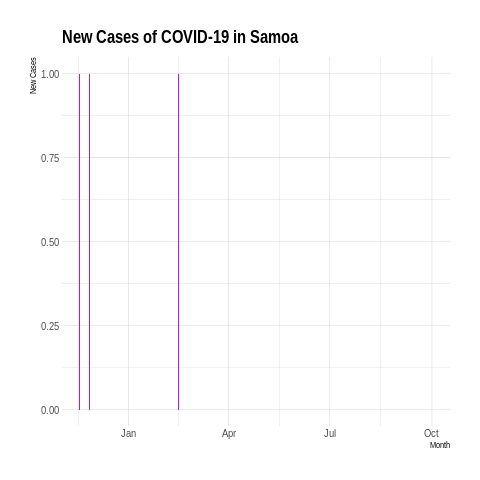 New Cases of COVID-19 in Samoa
New Cases
1.00
0.75
0.50
0.25
0.00
Jan Apr Jul Oct
Month